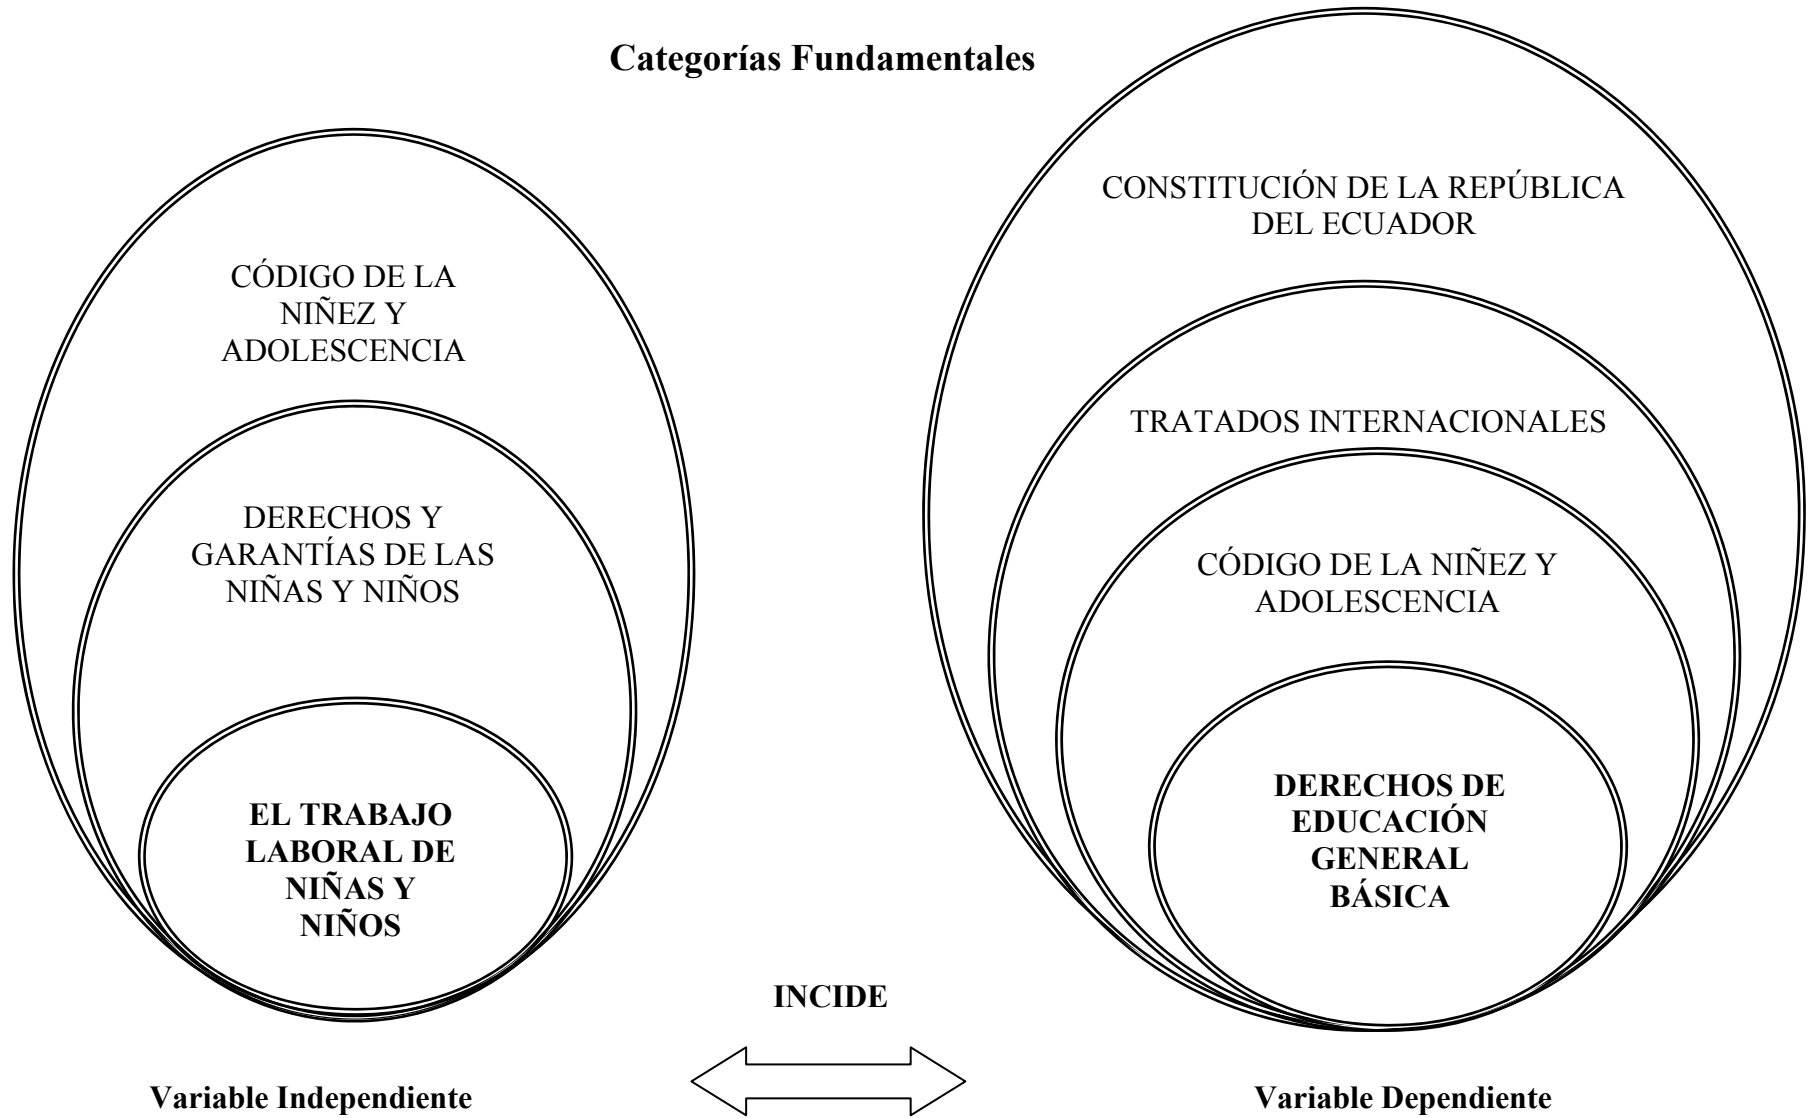 Categorías Fundamentales
CÓDIGO DE LA
NIÑEZ Y
ADOLESCENCIA
DERECHOS Y
GARANTÍAS DE LAS
NIÑAS Y NIÑOS
EL TRABAJO
LABORAL DE
NIÑAS Y
NIÑOS
Variable Independiente
INCIDE
CONSTITUCIÓN DE LA REPÚBLICA
DEL ECUADOR
TRATADOS INTERNACIONALES
CÓDIGO DE LA NIÑEZ Y
ADOLESCENCIA
DERECHOS DE
EDUCACIÓN
GENERAL
BÁSICA
Variable Dependiente